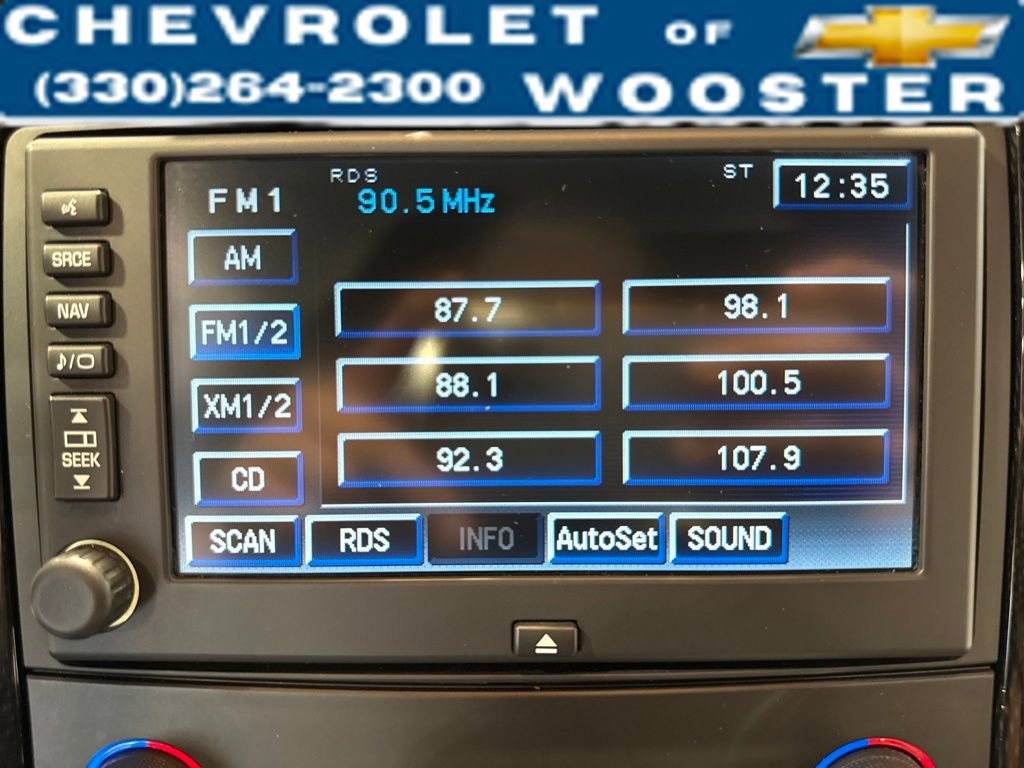 CHEVROLET OF
(330)264-2300 WOOSTER
RDS
ST
FM1
90.5 MHz
12:35
AM
87.7
98.1
FM1/2
88.1
100.5
XM1/2
92.3
107.9
CD
SCAN
RDS
INFO
AutoSet
SOUND
SRCE
NAV
SEEK